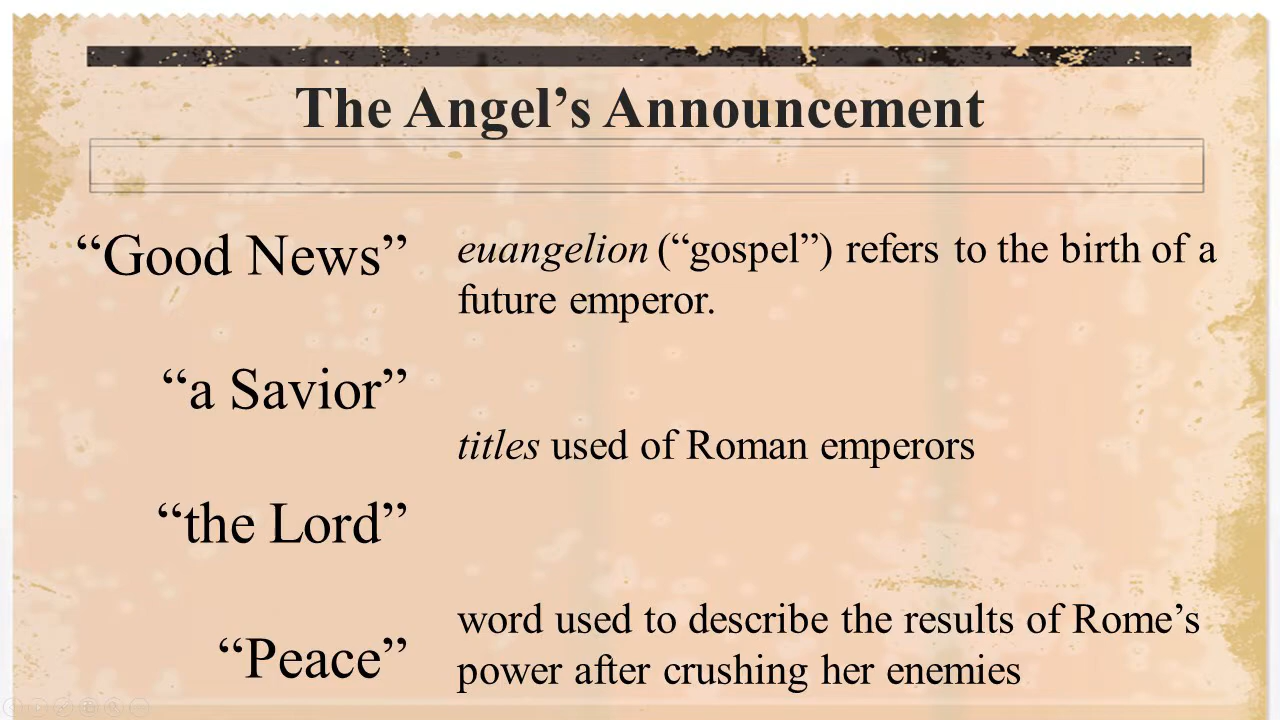 The Angel’s Announcement
“Good News”
euangelion (“gospel”) refers to the birth of a
future emperor.
“a Savior”
titles used of Roman emperors
“the Lord”
“Peace”
word used to describe the results of Rome’s
power after crushing her enemies